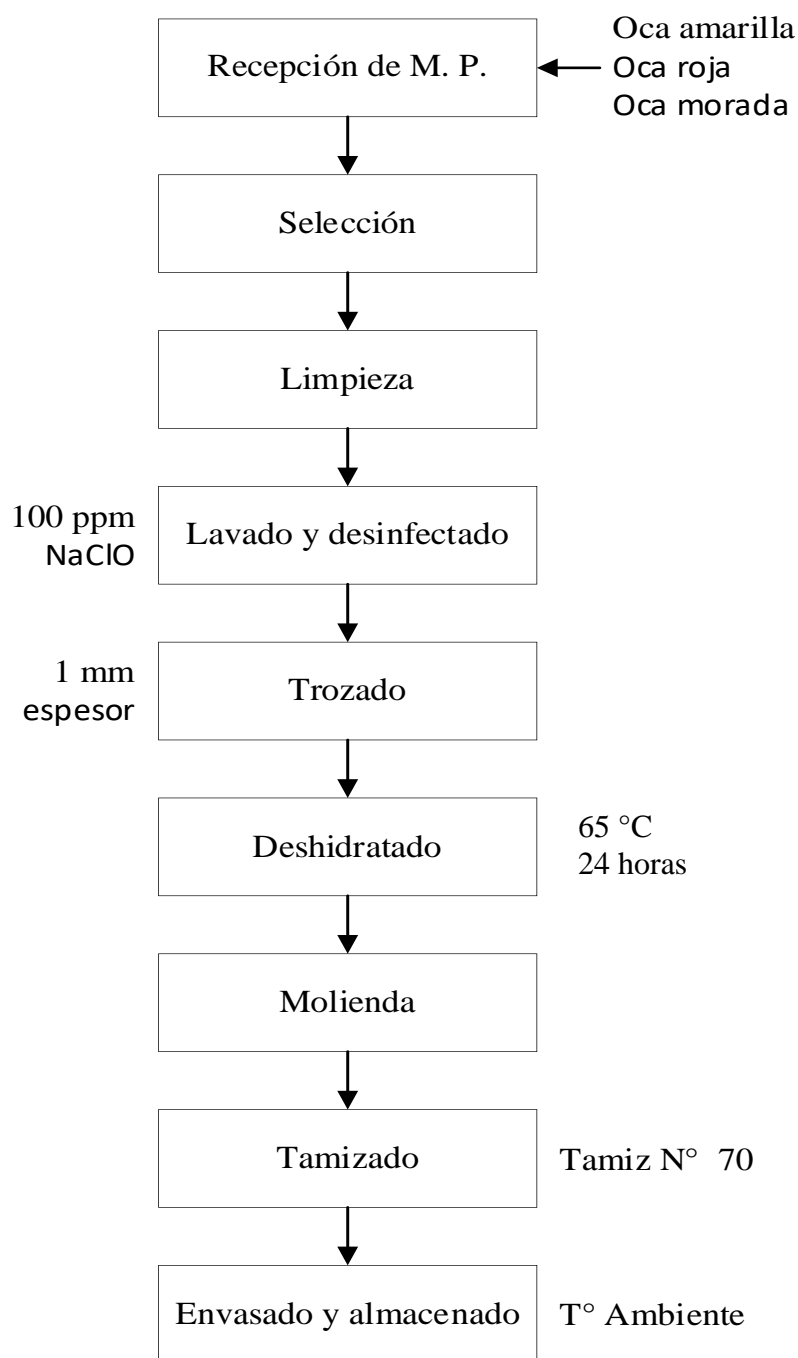 Recepción de M. P.
Oca amarilla
Oca roja
Oca morada
Selección
Limpieza
100 ppm
NaClO
Lavado y desinfectado
1 mm
espesor
Trozado
Deshidratado
65 °C
24 horas
Molienda
Tamizado
Tamiz N° 70
Envasado y almacenado
T° Ambiente